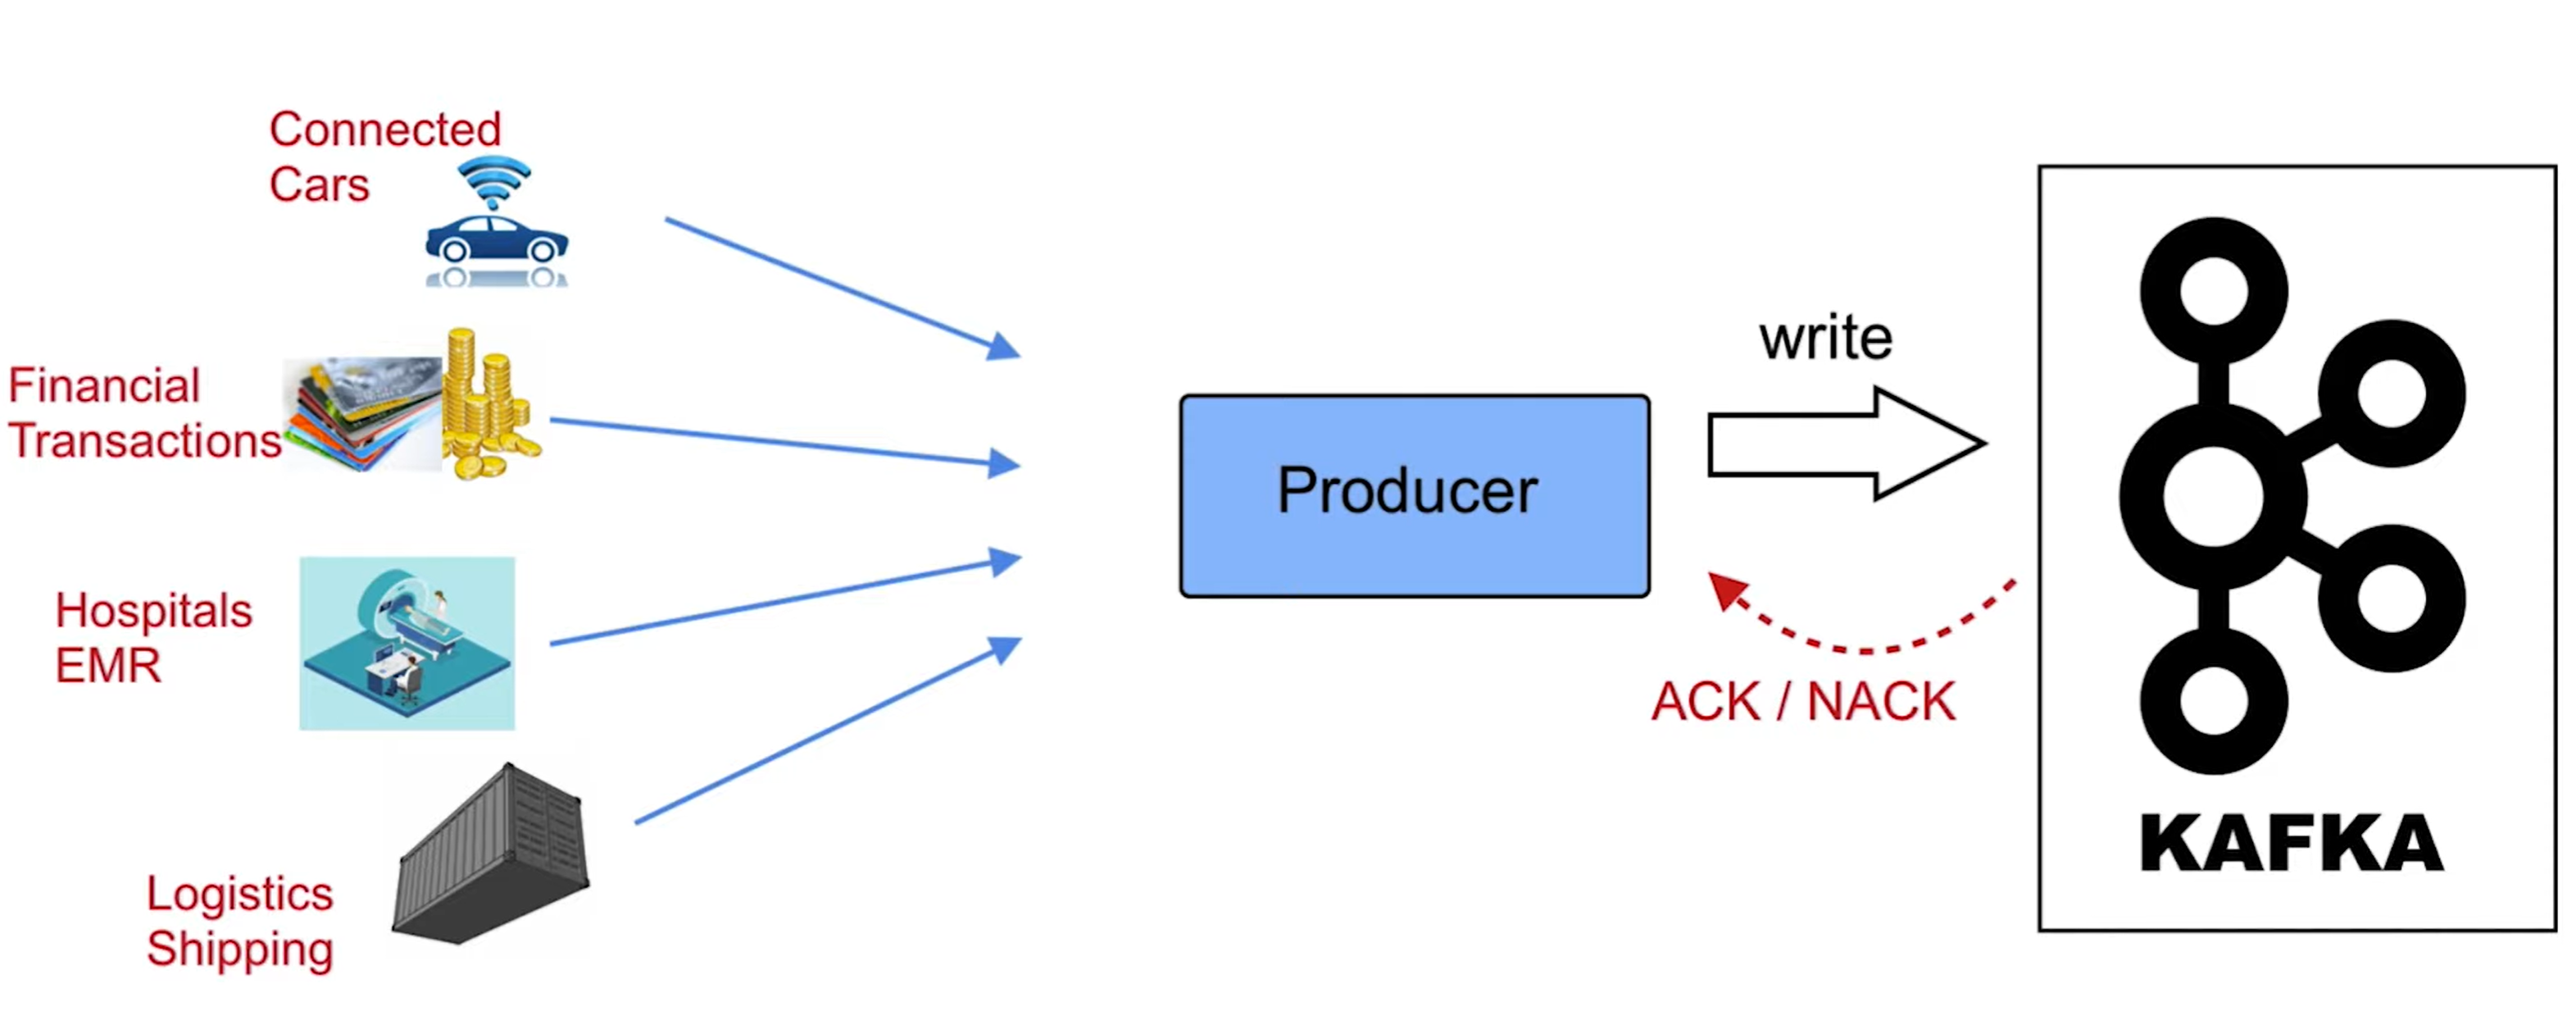 Connected
Cars
Financial
Transactions
Hospitals
EMR
Logistics
Shipping
Producer
write
ACK / NACK
KAFKA